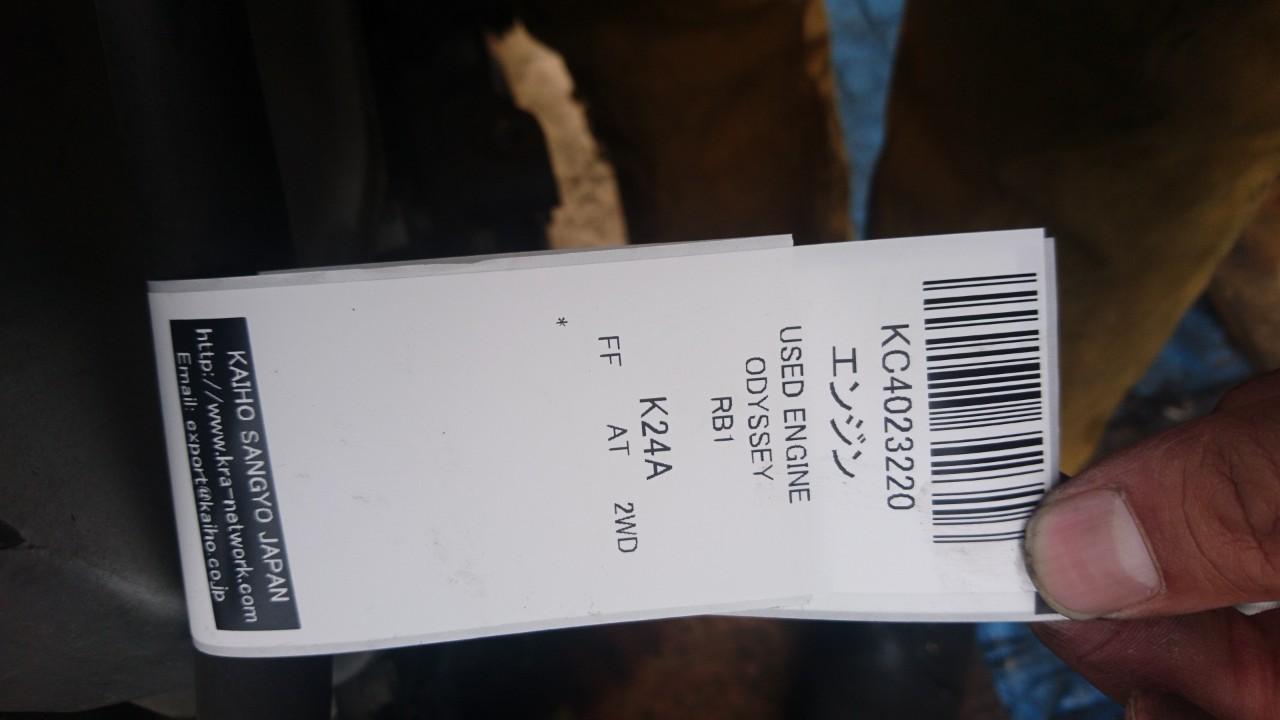 KC4023220
エンジン
USED ENGINE
ODYSSEY
RB1
K24A
FF AT 2WD
*
KAIHO SANGYO JAPAN
http://www.kra-network.com
Email: export@kaiho.co.jp